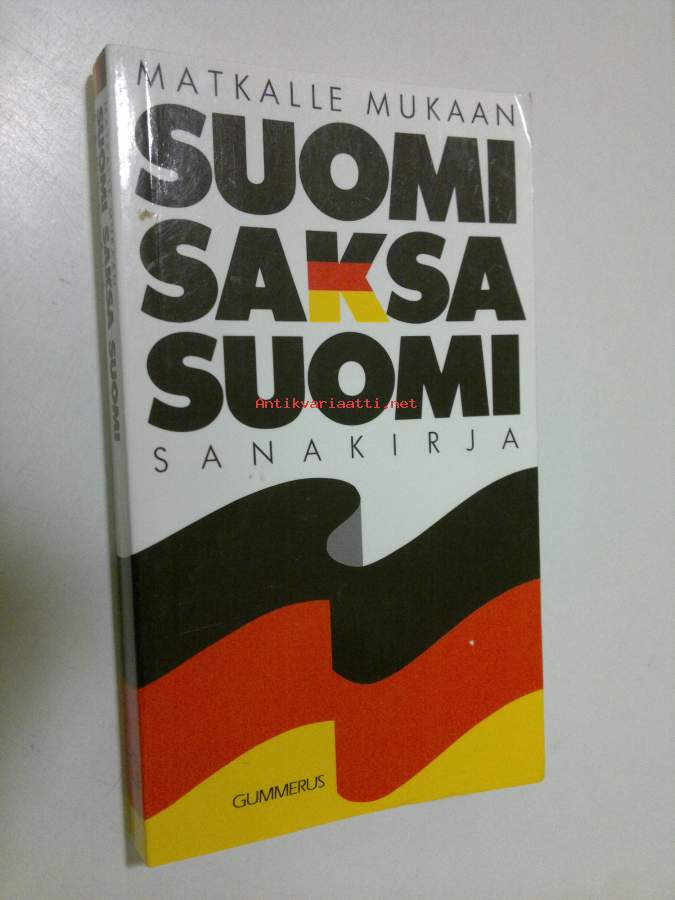 MATKALLE MUKAAN
SUOMI
SAKSA
SUOMI
Antikvariaatti.net
SANAKIRJA
GUMMERUS
SUOMI SAKSA SUOMI